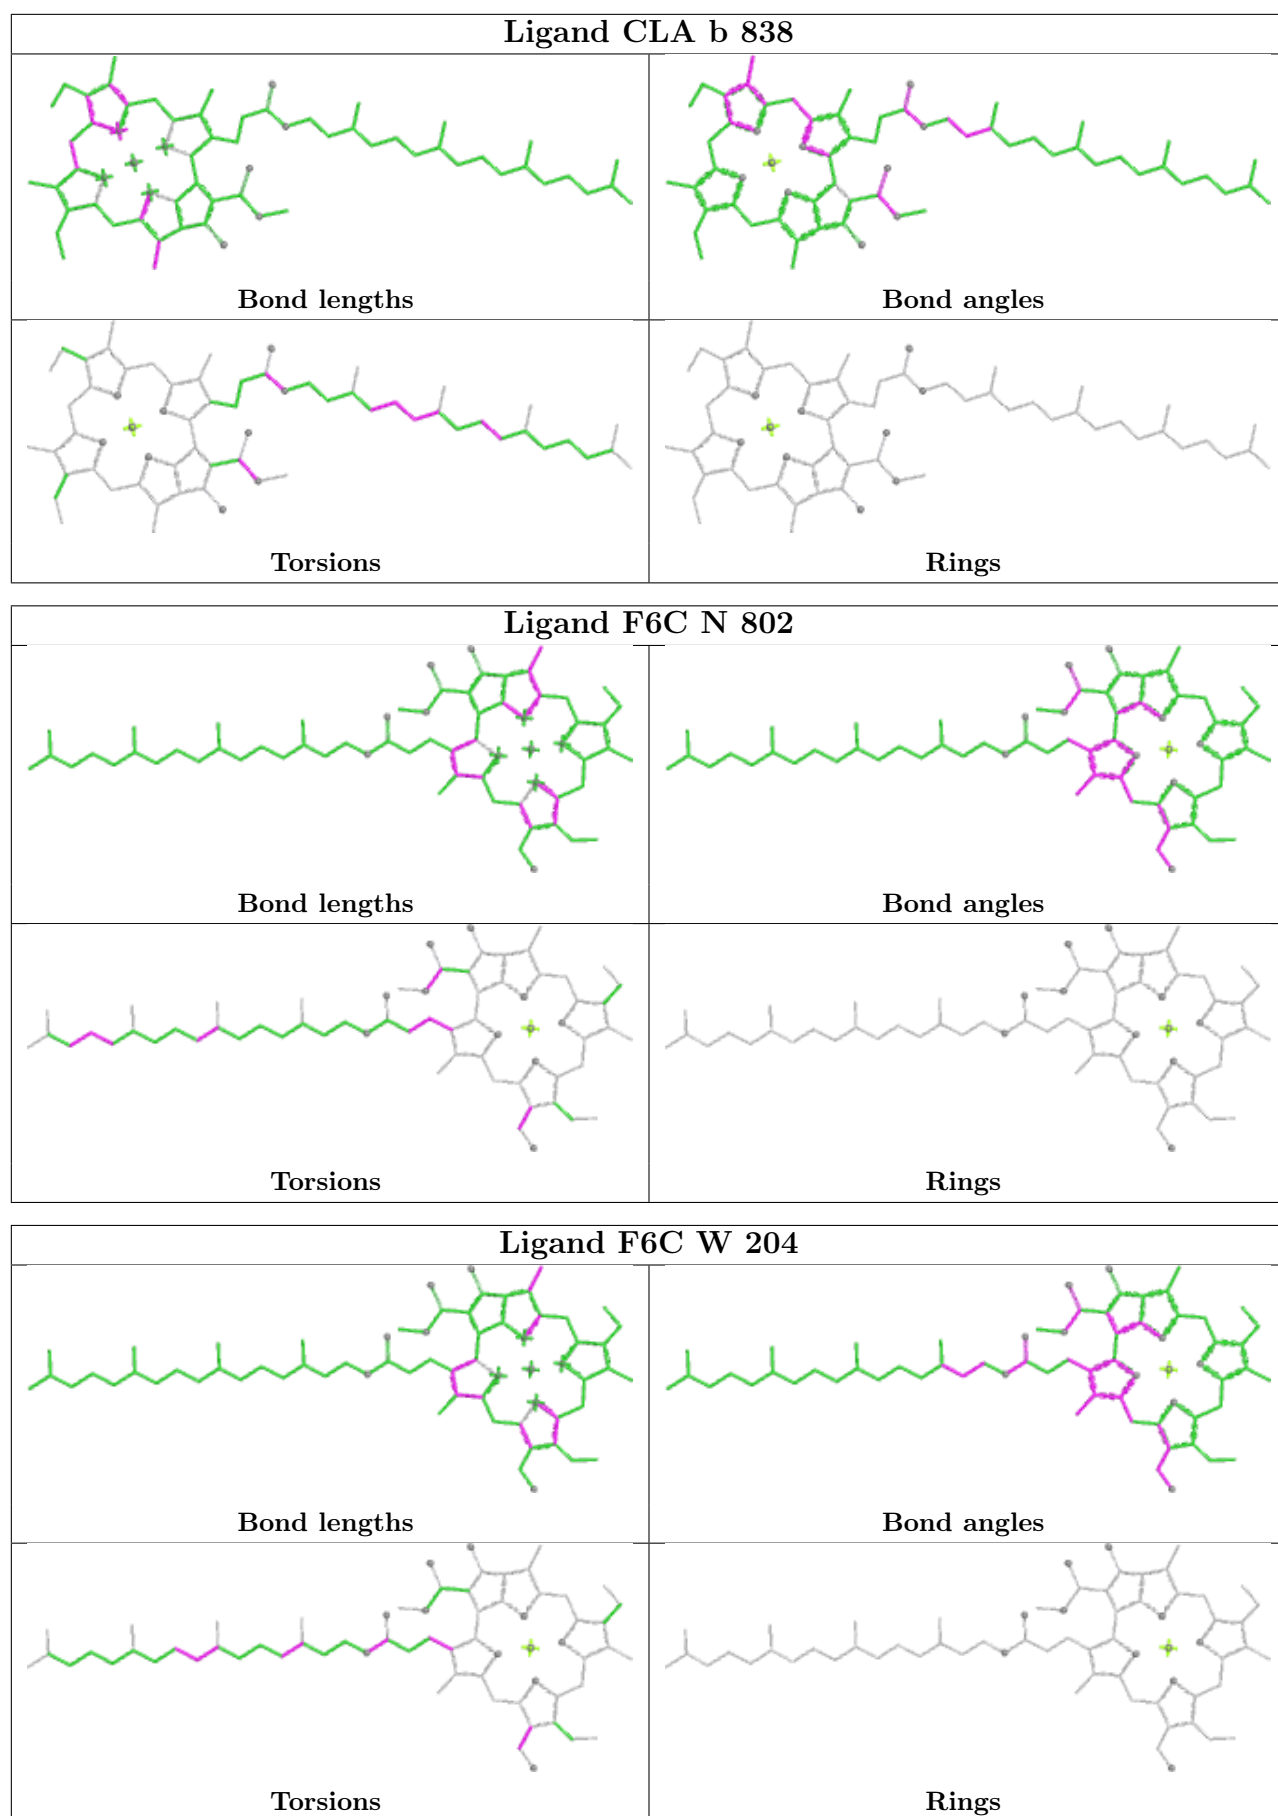 Ligand CLA b 838
Bond lengths
Bond angles
Torsions
Rings
Ligand F6C N 802
Bond lengths
Bond angles
Torsions
Rings
Ligand F6C W 204
Bond lengths
Bond angles
Torsions
Rings